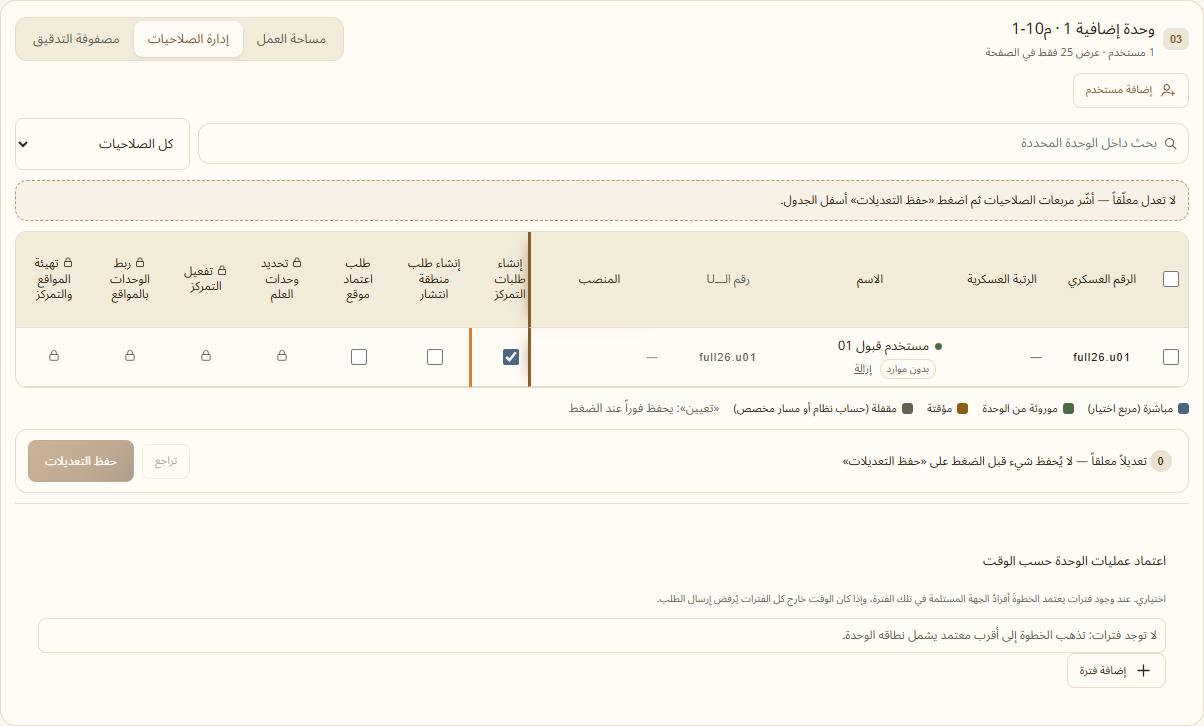 03
وحدة إضافية 1 · م10-1
1 مستخدم · عرض 25 فقط في الصفحة
مساحة العمل
إدارة الصلاحيات
مصفوفة التدقيق
إضافة مستخدم
بحث داخل الوحدة المحددة
كل الصلاحيات
لا تعدل معلّقاً — أشّر مربعات الصلاحيات ثم اضغط «حفظ التعديلات» أسفل الجدول.
الرقم العسكري
الرتبة العسكرية
الاسم
رقم الـــU
المنصب
إنشاء طلبات التمركز
إنشاء طلب منطقة انتشار
طلب اعتماد موقع
تحديد وحدات العلم
تفعيل التمركز
ربط الوحدات بالمواقع
تهيئة المواقع والتمركز
full26.u01
—
مستخدم قبول 01
بدون موارد
إزالة
full26.u01
—
مباشرة (مربع اختيار)
موروثة من الوحدة
مؤقتة
مقفلة (حساب نظام أو مسار مخصص)
«تعيين»: يحفظ فوراً عند الضغط
0 تعديلاً معلقاً — لا يُحفظ شيء قبل الضغط على «حفظ التعديلات»
تراجع
حفظ التعديلات
اعتماد عمليات الوحدة حسب الوقت
اختياري. عند وجود فترات يعتمد الخطوة أفرادُ الجهة المستلمة في تلك الفترة، وإذا كان الوقت خارج كل الفترات يُرفض إرسال الطلب.
لا توجد فترات: تذهب الخطوة إلى أقرب معتمد يشمل نطاقه الوحدة.
إضافة فترة